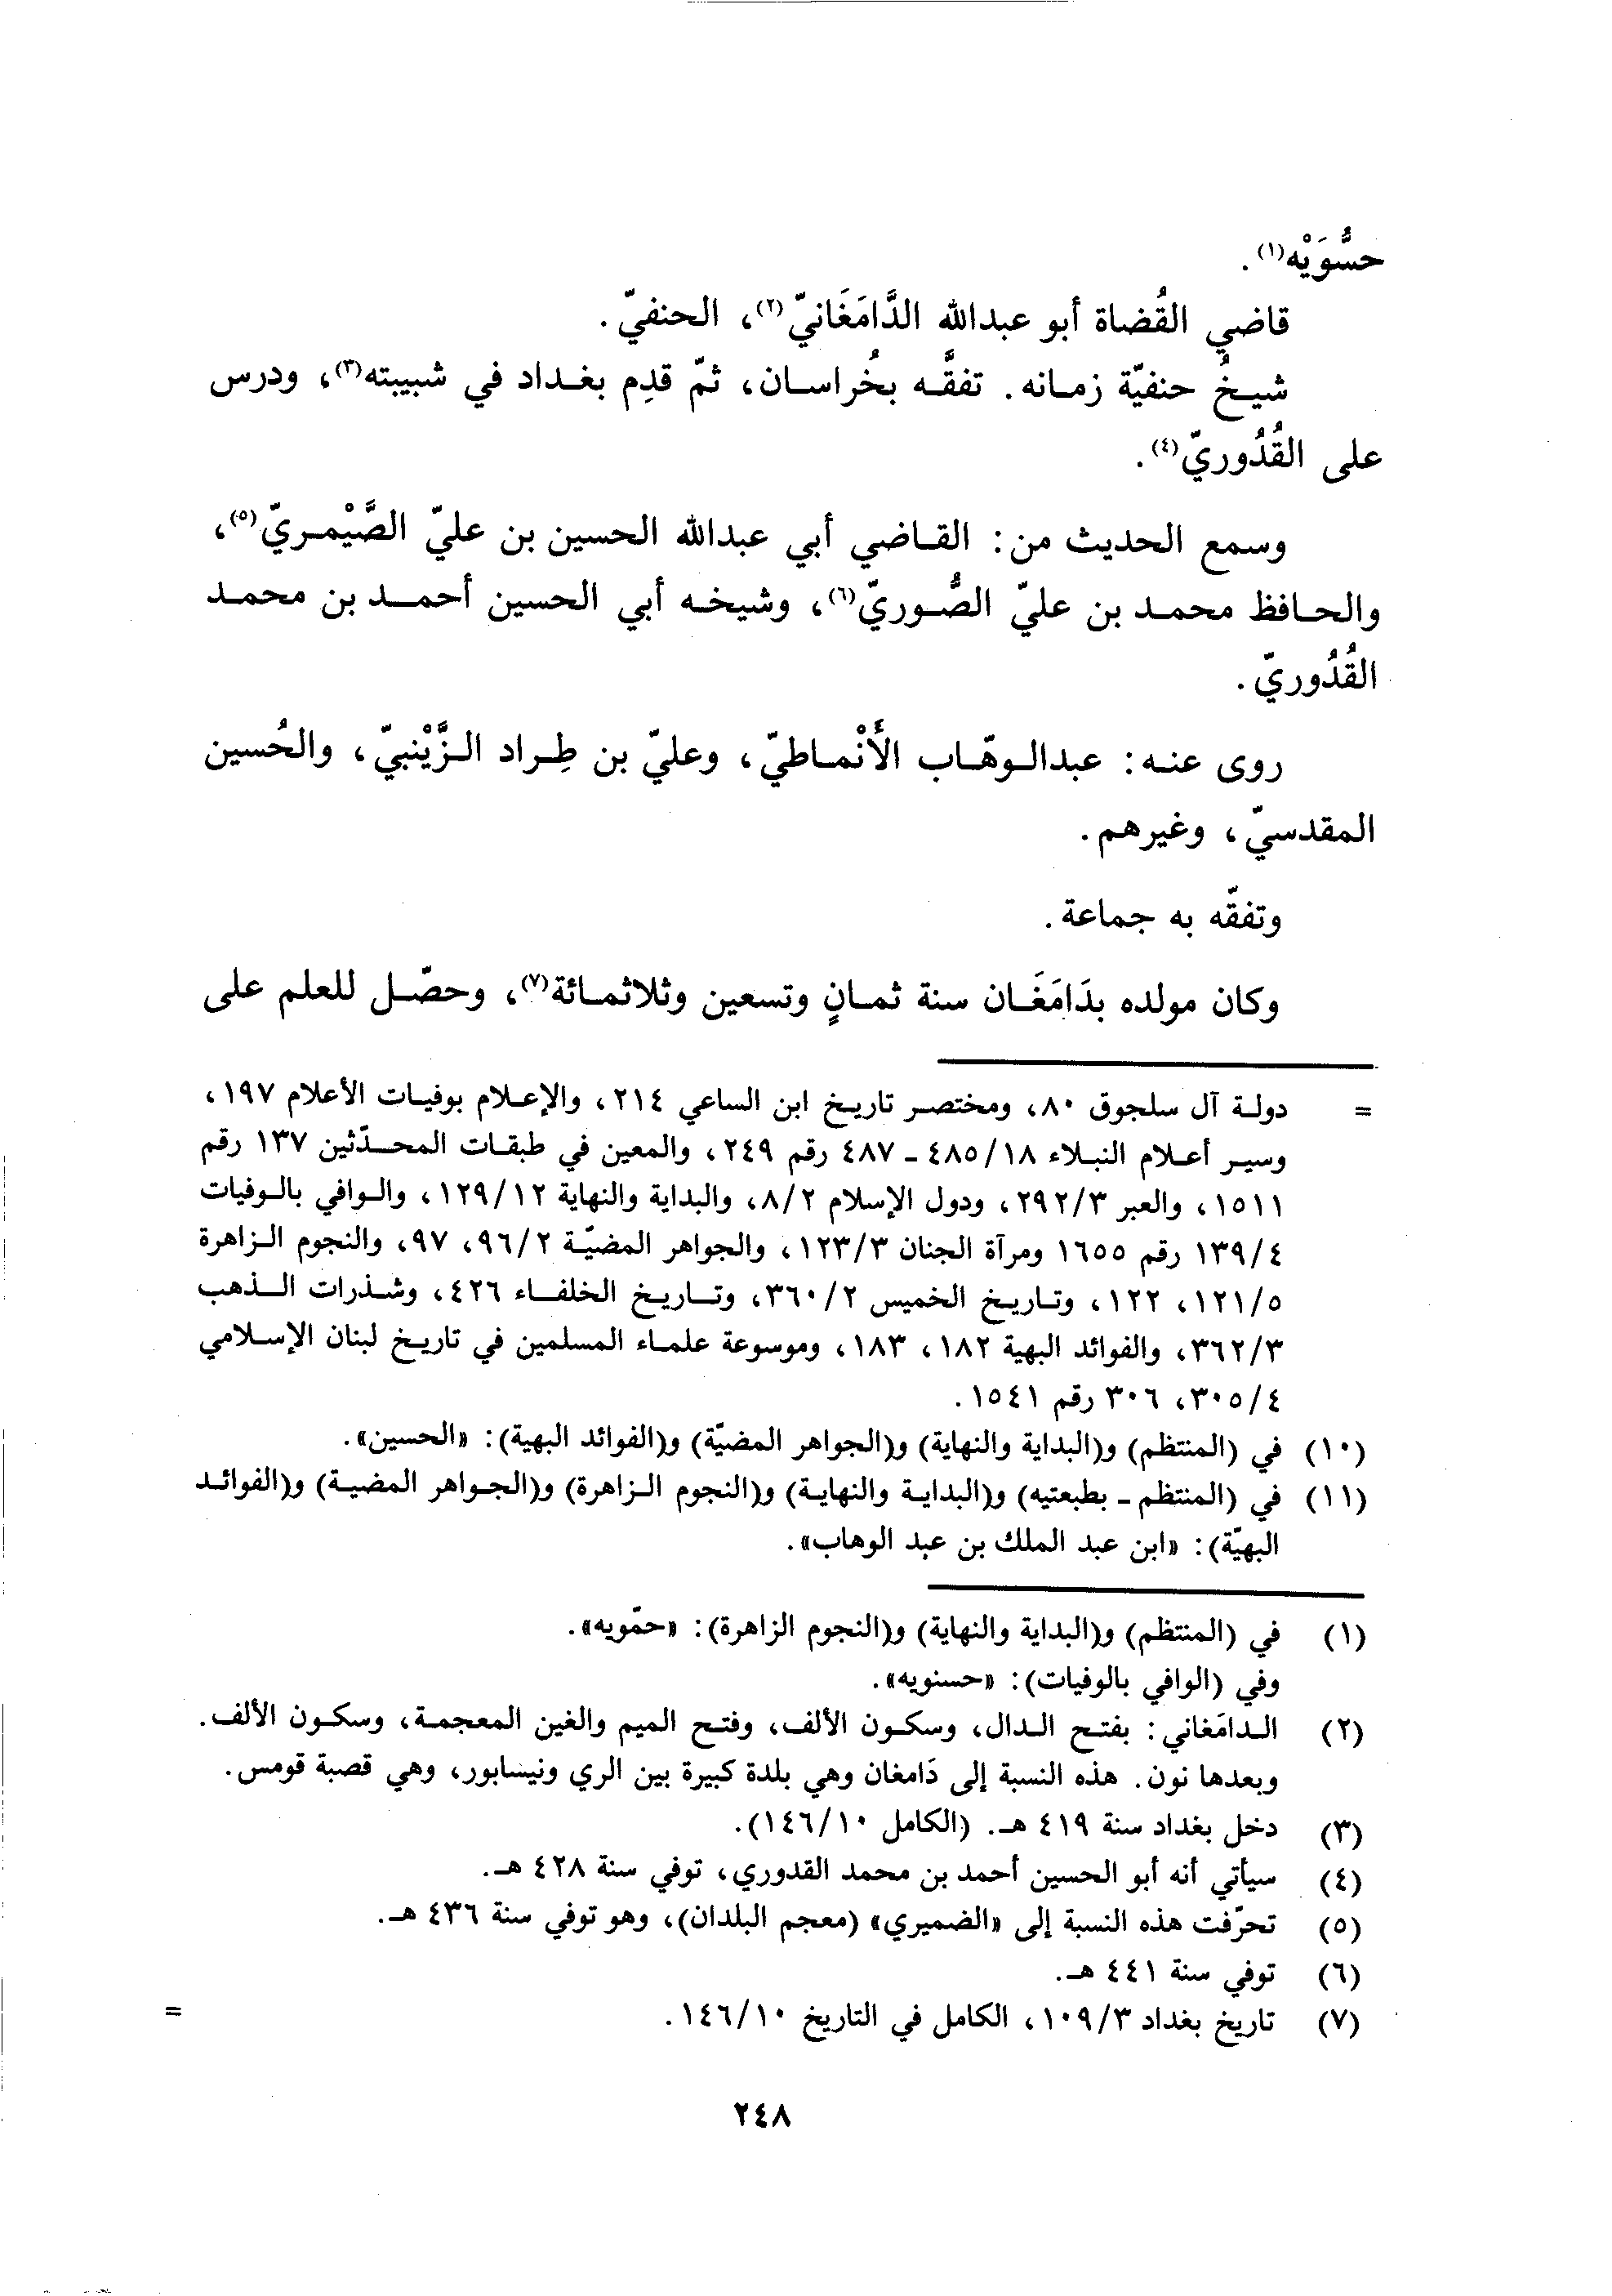 حسُّوَيْه(١).
قاضي القُضاة أبو عبدالله الدَّامَغَانيّ(٢)، الحنفيّ.
شيخُ حنفيّة زمانه. تفقَّه بخُراسان، ثمّ قدِم بغداد في شبيبته(٣)، ودرس
على القُدُوريّ(٤).
وسمع الحديث من: القاضي أبي عبدالله الحسين بن عليّ الصَّيْمريّ(٥)،
والحافظ محمد بن عليّ الصُّوريّ(٦)، وشيخه أبي الحسين أحمد بن محمد
القُدُوريّ.
روى عنه: عبدالوهّاب الأَنْماطيّ، وعليّ بن طِراد الزَّيْنبيّ، والحُسين
المقدسيّ، وغيرهم.
وتفقّه به جماعة.
وكان مولده بدَامَغَان سنة ثمانٍ وتسعين وثلاثمائة(٧)، وحصّل للعلم على
= دولة آل سلجوق ٨٠، ومختصر تاريخ ابن الساعي ٢١٤، والإعلام بوفيات الأعلام ١٩٧،
وسير أعلام النبلاء ٤٨٥/١٨ - ٤٨٧ رقم ٢٤٩، والمعين في طبقات المحدّثين ١٣٧ رقم
١٥١١، والعبر ٢٩٢/٣، ودول الإسلام ٨/٢، والبداية والنهاية ١٢٩/١٢، والوافي بالوفيات
١٣٩/٤ رقم ١٦٥٥ ومرآة الجنان ١٢٣/٣، والجواهر المضيّة ٩٦/٢، ٩٧، والنجوم الزاهرة
١٢١/٥، ١٢٢، وتاريخ الخميس ٣٦٠/٢، وتاريخ الخلفاء ٤٢٦، وشذرات الذهب
٣٦٢/٣، والفوائد البهية ١٨٢، ١٨٣، وموسوعة علماء المسلمين في تاريخ لبنان الإسلامي
٣٠٥/٤، ٣٠٦ رقم ١٥٤١.
(١٠) في (المنتظم) و(البداية والنهاية) و(الجواهر المضيّة) و(الفوائد البهية): «الحسين».
(١١) في (المنتظم - بطبعتيه) و(البداية والنهاية) و(النجوم الزاهرة) و(الجواهر المضية) و(الفوائد
البهيّة): «ابن عبد الملك بن عبد الوهاب».
(١) في (المنتظم) و(البداية والنهاية) و(النجوم الزاهرة): «حمّويه».
وفي (الوافي بالوفيات): «حسنويه».
(٢) الدامَغاني: بفتح الدال، وسكون الألف، وفتح الميم والغين المعجمة، وسكون الألف.
وبعدها نون. هذه النسبة إلى دَامغان وهي بلدة كبيرة بين الري ونيسابور، وهي قصبة قومس.
(٣) دخل بغداد سنة ٤١٩ هـ. (الكامل ١٤٦/١٠).
(٤) سيأتي أنه أبو الحسين أحمد بن محمد القدوري، توفي سنة ٤٢٨ هـ.
(٥) تحرّفت هذه النسبة إلى «الضميري» (معجم البلدان)، وهو توفي سنة ٤٣٦ هـ.
(٦) توفي سنة ٤٤١ هـ.
(٧) تاريخ بغداد ١٠٩/٣، الكامل في التاريخ ١٤٦/١٠. =
٢٤٨